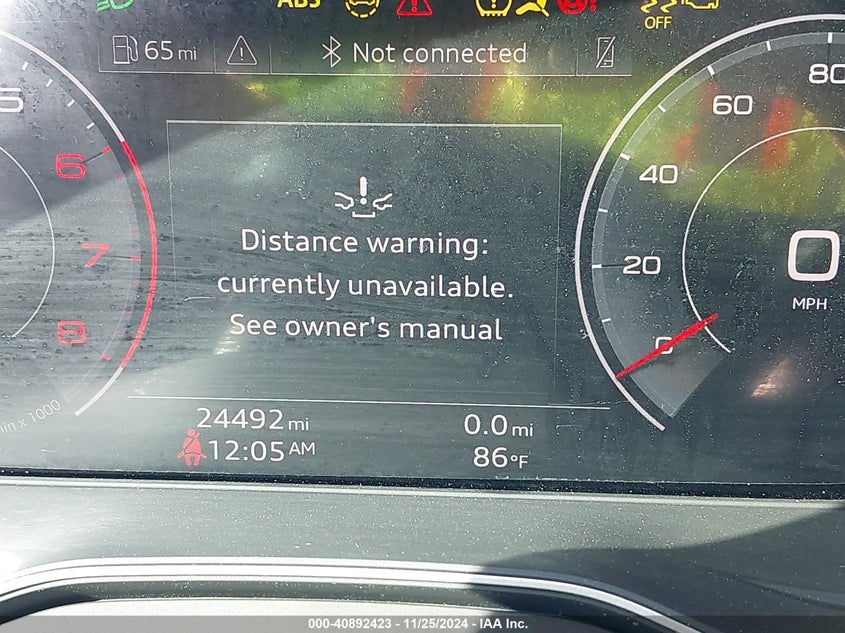 ABS
OFF
65 mi
Not connected
5
6
7
8
min x 1000
80
60
40
20
0
0
MPH
Distance warning:
currently unavailable.
See owner's manual
24492 mi
0.0 mi
12:05 AM
86°F
000-40892423 - 11/25/2024 - IAA Inc.